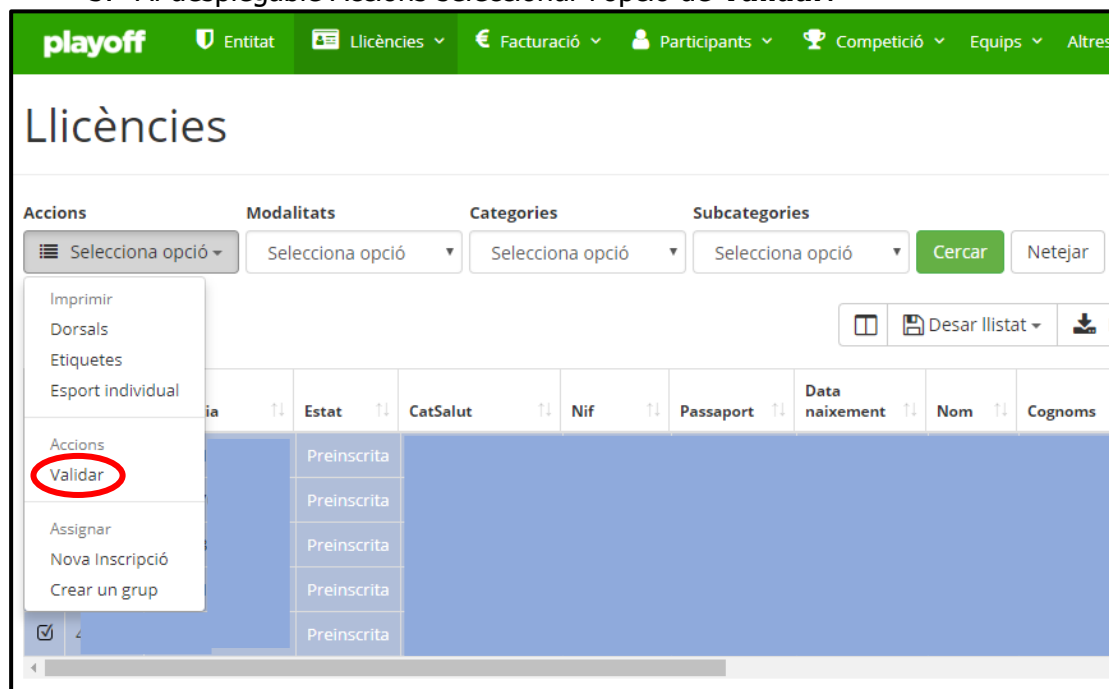 playoff Entitat Llicències € Facturació Participants Competició Equips Altres
Llicències
Accions Modalitats Categories Subcategories
Selecciona opció Selecciona opció Selecciona opció Selecciona opció Cercar Netejar
Imprimir
Dorsals
Etiquetes
Esport individual
Accions
Validar
Assignar
Nova Inscripció
Crear un grup
Desar llistat
ia Estat CatSalut Nif Passaport Data naixement Nom Cognoms
Preinscrita
Preinscrita
Preinscrita
Preinscrita
Preinscrita